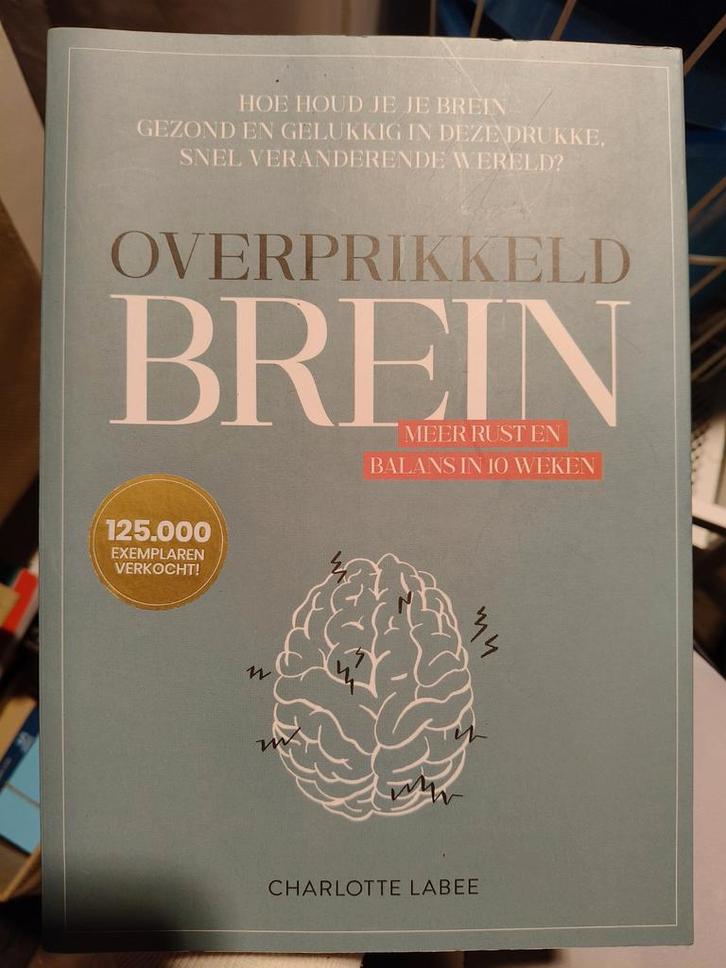 HOE HOUD JE JE BREIN
GEZOND EN GELUKKIG IN DEZE DRUKKE,
SNEL VERANDERENDE WERELD?
OVERPRIKKELD
BREIN
MEER RUST EN
BALANS IN 10 WEKEN
125.000
EXEMPLAREN
VERKOCHT!
CHARLOTTE LABEE